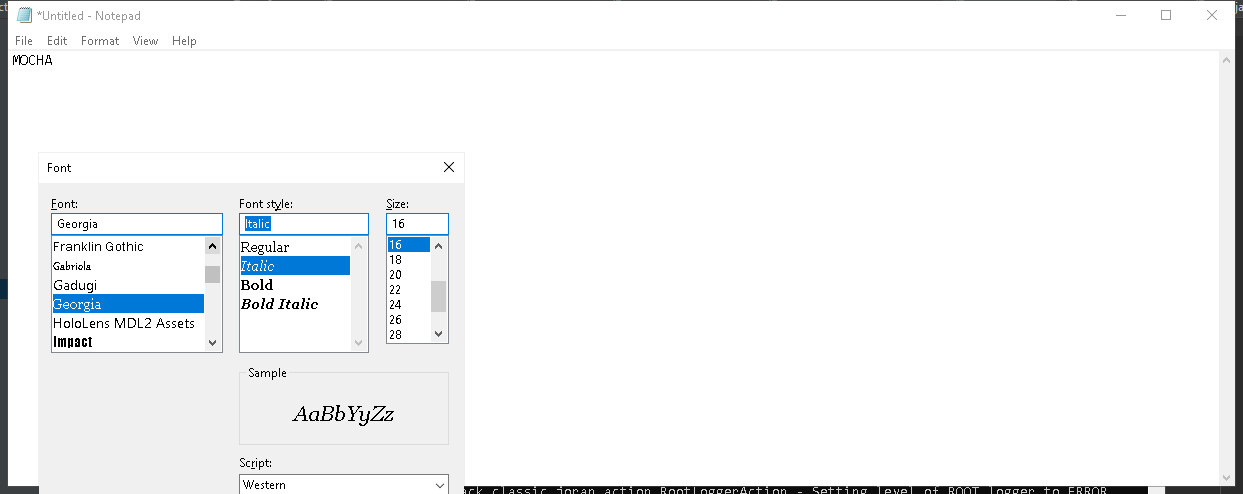 *Untitled - Notepad
File Edit Format View Help
MOCHA
Font
Font: Font style: Size:
Georgia Italic 16
Franklin Gothic
Gabriola
Gadugi
Georgia
HoloLens MDL2 Assets
Impact
Regular
Italic
Bold
Bold Italic
16
18
20
22
24
26
28
Sample
AaBbYyZz
Script:
Western
classic.joran.action.RootLoggerAction - Setting level of ROOT logger to ERROR